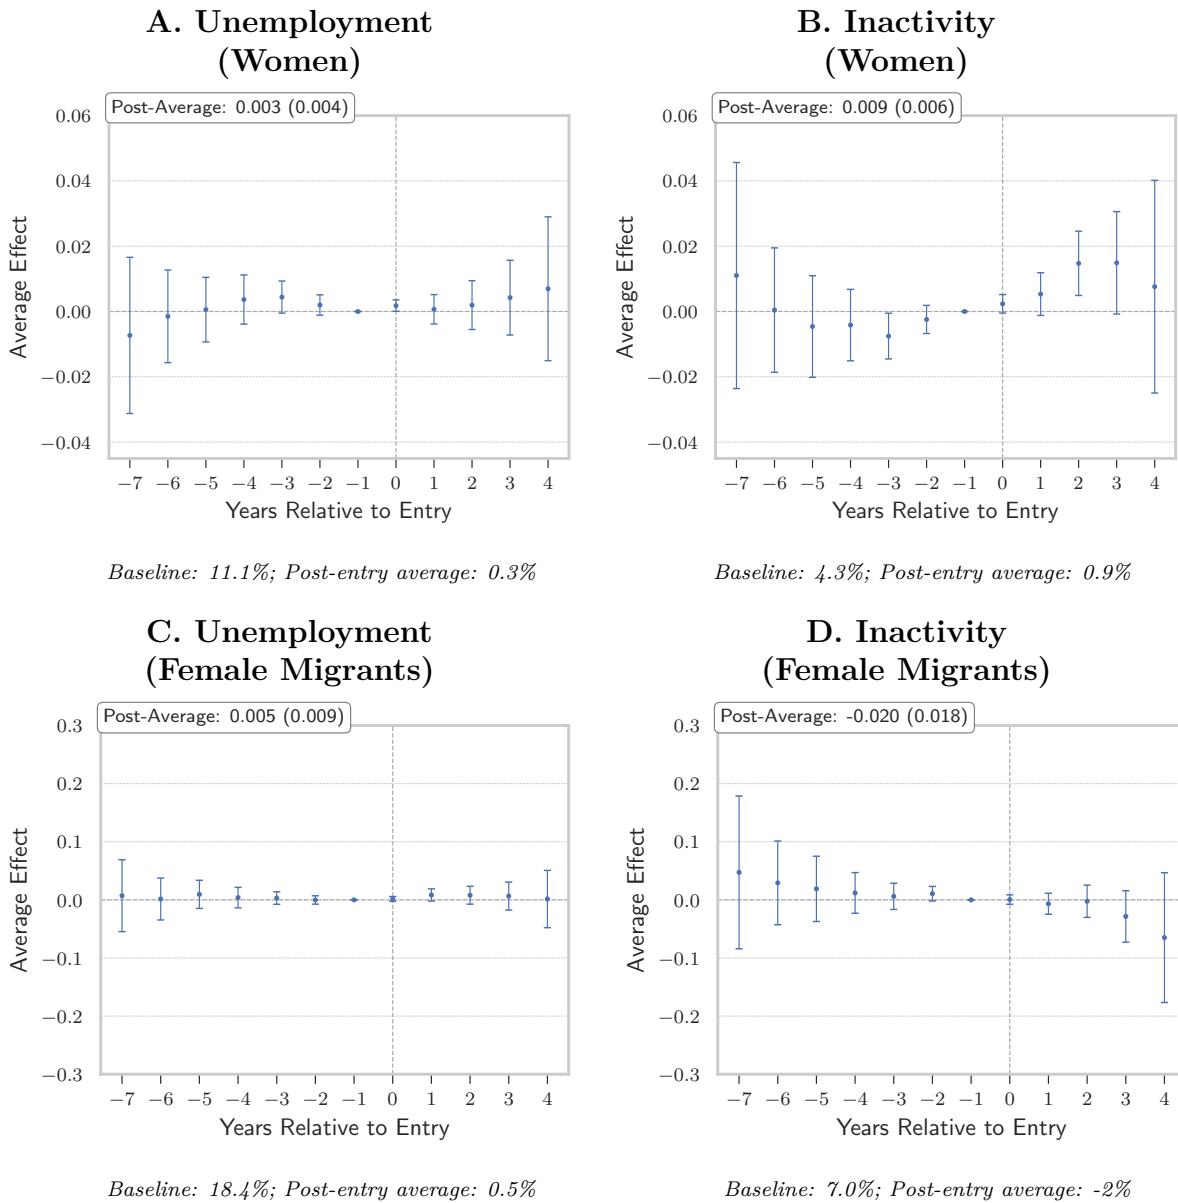 A. Unemployment
(Women)
Post-Average: 0.003 (0.004)
0.06
0.04
0.02
0.00
−0.02
−0.04
Average Effect
−7 −6 −5 −4 −3 −2 −1 0 1 2 3 4
Years Relative to Entry
Baseline: 11.1%; Post-entry average: 0.3%
B. Inactivity
(Women)
Post-Average: 0.009 (0.006)
0.06
0.04
0.02
0.00
−0.02
−0.04
Average Effect
−7 −6 −5 −4 −3 −2 −1 0 1 2 3 4
Years Relative to Entry
Baseline: 4.3%; Post-entry average: 0.9%
C. Unemployment
(Female Migrants)
Post-Average: 0.005 (0.009)
0.3
0.2
0.1
0.0
−0.1
−0.2
−0.3
Average Effect
−7 −6 −5 −4 −3 −2 −1 0 1 2 3 4
Years Relative to Entry
Baseline: 18.4%; Post-entry average: 0.5%
D. Inactivity
(Female Migrants)
Post-Average: -0.020 (0.018)
0.3
0.2
0.1
0.0
−0.1
−0.2
−0.3
Average Effect
−7 −6 −5 −4 −3 −2 −1 0 1 2 3 4
Years Relative to Entry
Baseline: 7.0%; Post-entry average: -2%